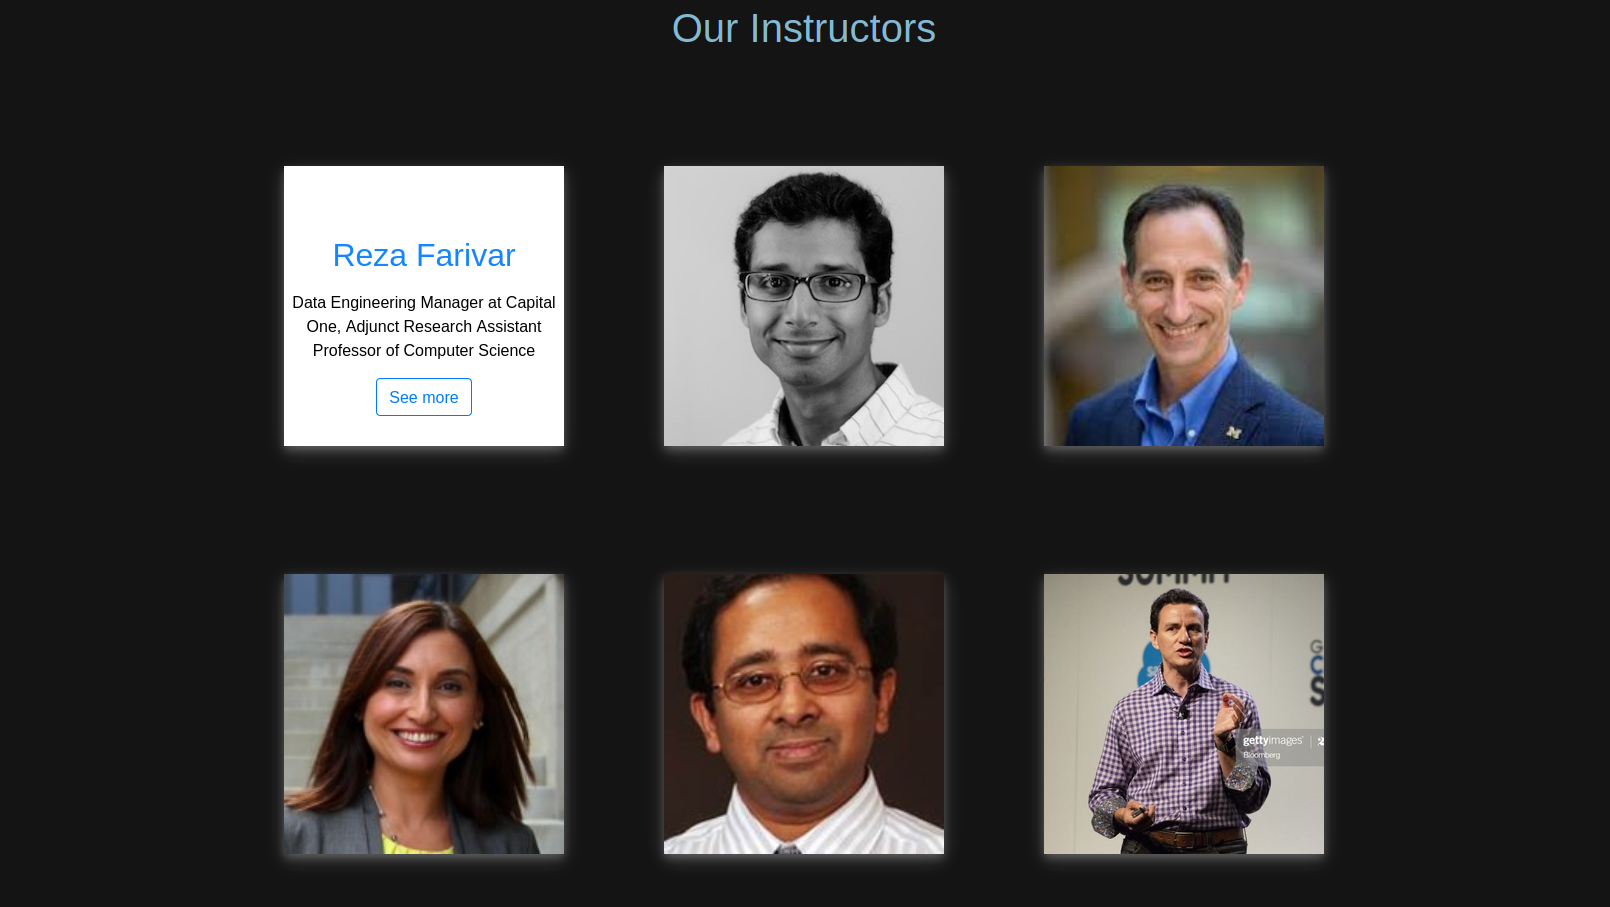 Our Instructors
Reza Farivar
Data Engineering Manager at Capital
One, Adjunct Research Assistant
Professor of Computer Science
See more
gettyimages
Bloomberg